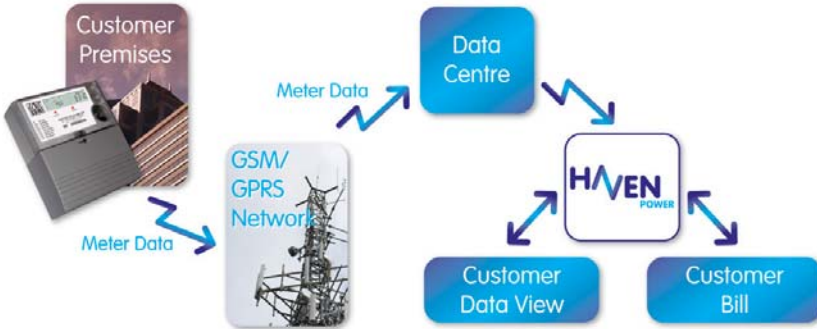 Customer
Premises
Meter Data
GSM/
GPRS
Network
Meter Data
Data
Centre
HAVEN
POWER
Customer
Data View
Customer
Bill